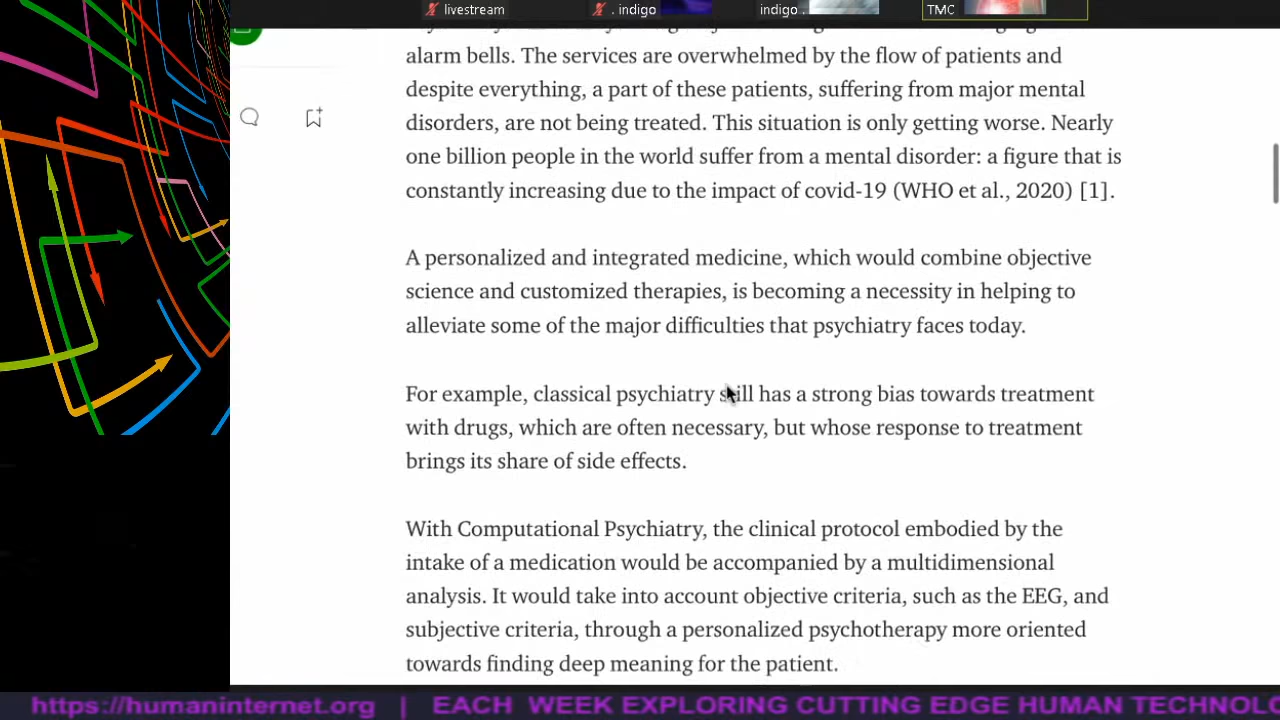 livestream
. indigo
indigo .
TMC
alarm bells. The services are overwhelmed by the flow of patients and
despite everything, a part of these patients, suffering from major mental
disorders, are not being treated. This situation is only getting worse. Nearly
one billion people in the world suffer from a mental disorder: a figure that is
constantly increasing due to the impact of covid-19 (WHO et al., 2020) [1].
A personalized and integrated medicine, which would combine objective
science and customized therapies, is becoming a necessity in helping to
alleviate some of the major difficulties that psychiatry faces today.
For example, classical psychiatry still has a strong bias towards treatment
with drugs, which are often necessary, but whose response to treatment
brings its share of side effects.
With Computational Psychiatry, the clinical protocol embodied by the
intake of a medication would be accompanied by a multidimensional
analysis. It would take into account objective criteria, such as the EEG, and
subjective criteria, through a personalized psychotherapy more oriented
towards finding deep meaning for the patient.
https://humaninternet.org | EACH WEEK EXPLORING CUTTING EDGE HUMAN TECHNOLO